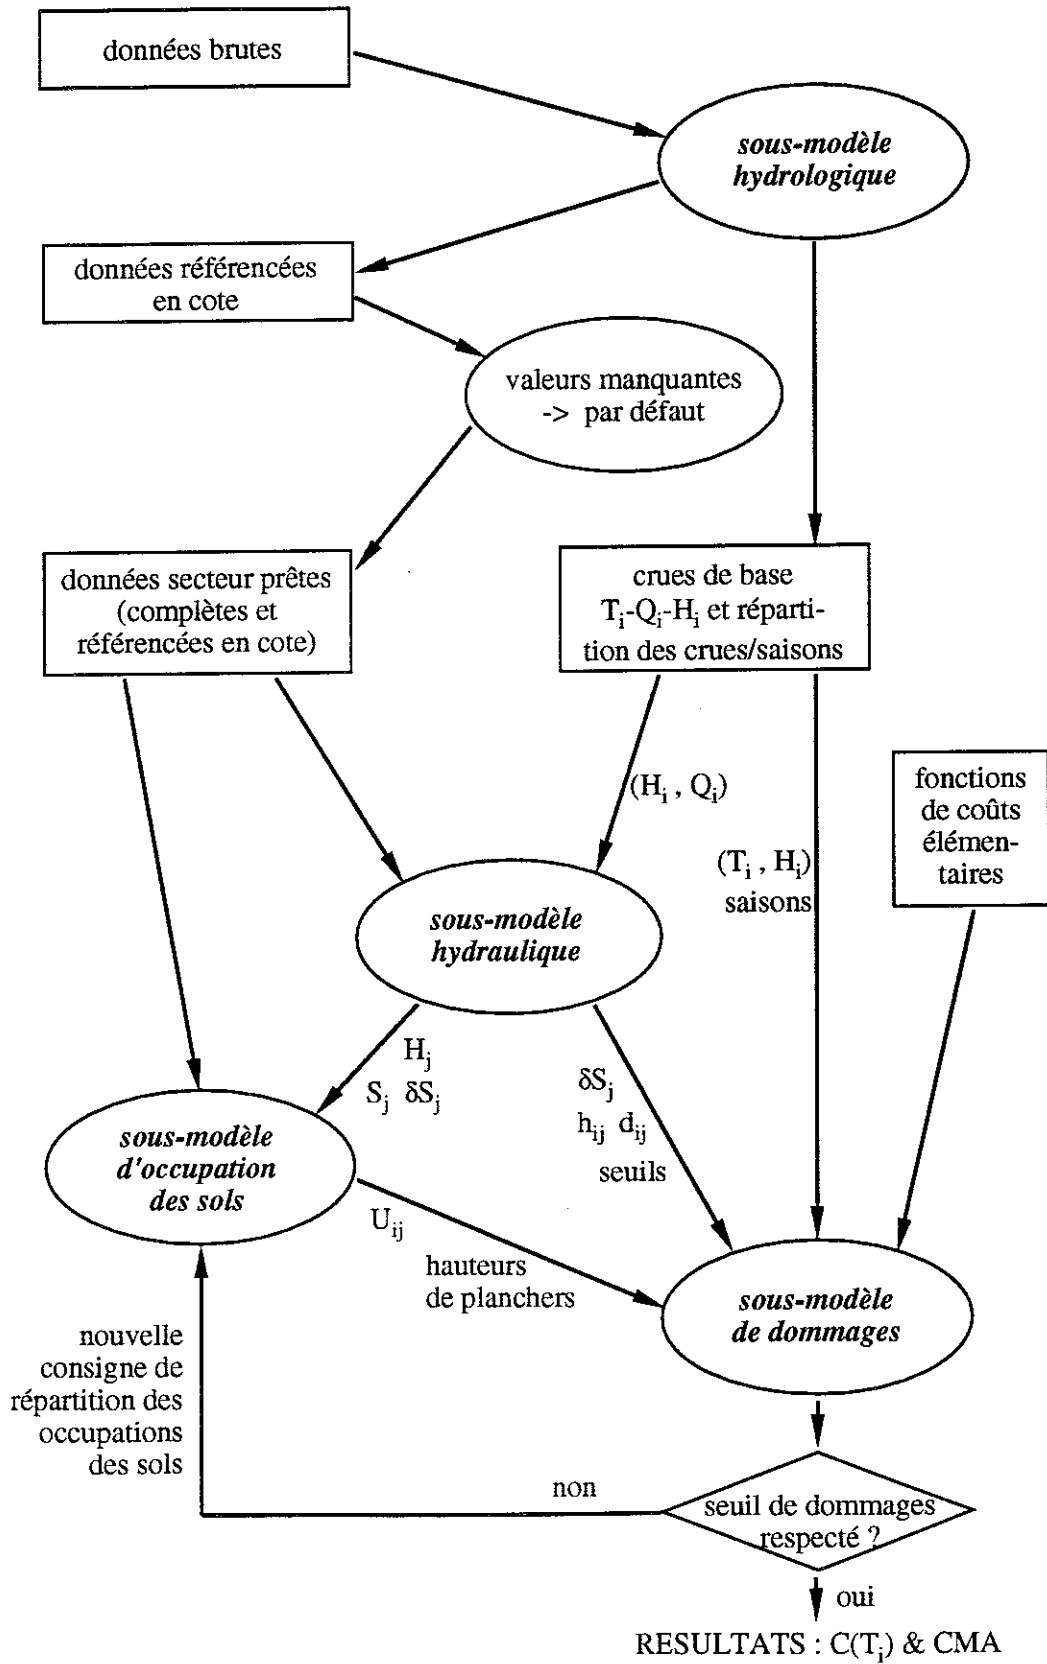 données brutes
sous-modèle
hydrologique
données référencées
en cote
valeurs manquantes
-> par défaut
données secteur prêtes
(complètes et
référencées en cote)
crues de base
Ti-Qi-Hi et réparti-
tion des crues/saisons
fonctions
de coûts
élémen-
taires
(Hi , Qi)
(Ti , Hi)
saisons
sous-modèle
hydraulique
Hj
Sj δSj
δSj
hij dij
seuils
sous-modèle
d'occupation
des sols
Uij
hauteurs
de planchers
sous-modèle
de dommages
nouvelle
consigne de
répartition des
occupations
des sols
non
seuil de dommages
respecté ?
oui
RESULTATS : C(Ti) & CMA